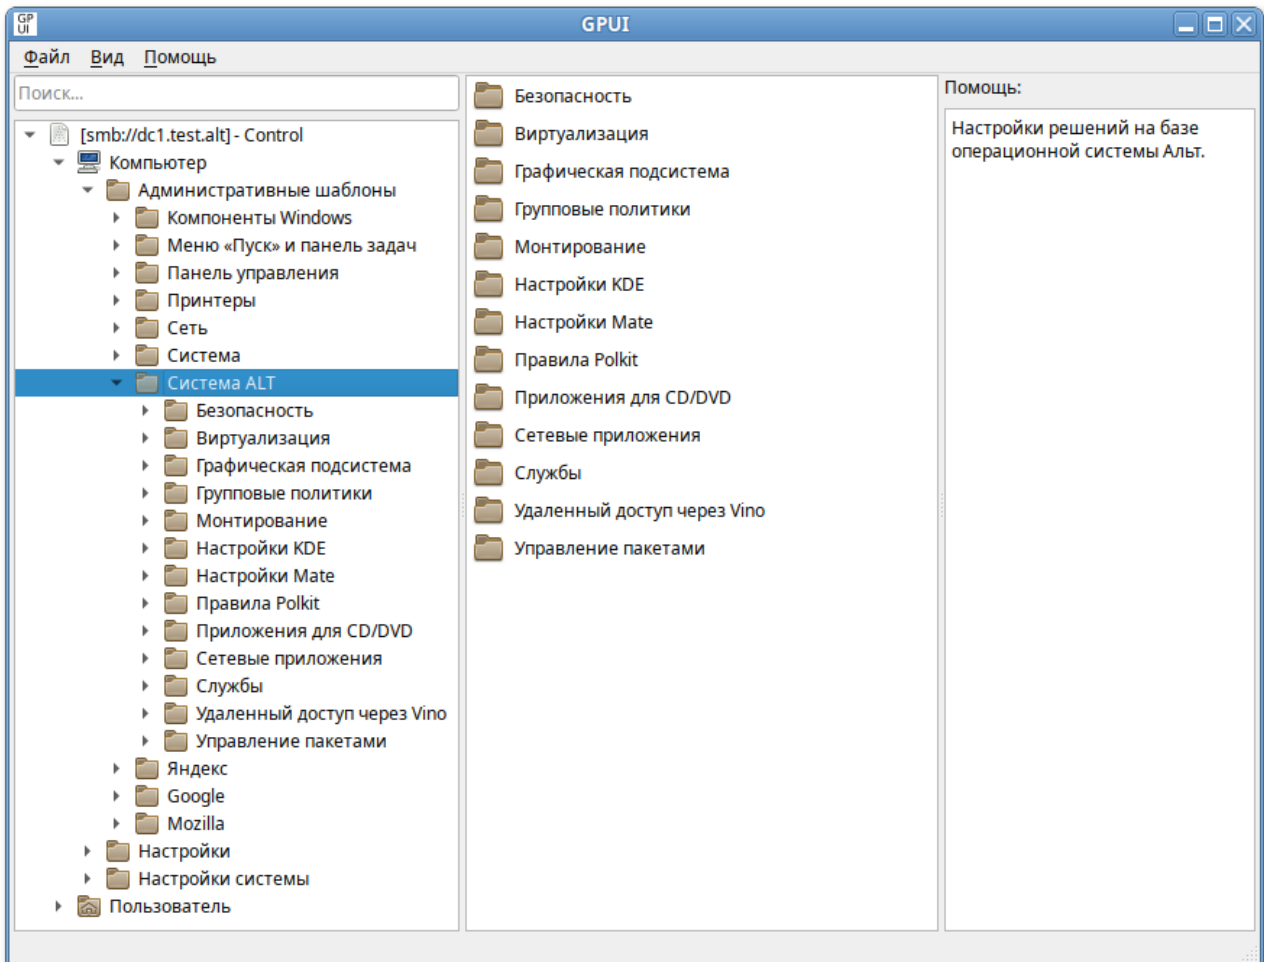 GP
UI
GPUI
Файл Вид Помощь
Поиск...
[smb://dc1.test.alt] - Control
Компьютер
Административные шаблоны
Компоненты Windows
Меню «Пуск» и панель задач
Панель управления
Принтеры
Сеть
Система
Система ALT
Безопасность
Виртуализация
Графическая подсистема
Групповые политики
Монтирование
Настройки KDE
Настройки Mate
Правила Polkit
Приложения для CD/DVD
Сетевые приложения
Службы
Удаленный доступ через Vino
Управление пакетами
Яндекс
Google
Mozilla
Настройки
Настройки системы
Пользователь
Безопасность
Виртуализация
Графическая подсистема
Групповые политики
Монтирование
Настройки KDE
Настройки Mate
Правила Polkit
Приложения для CD/DVD
Сетевые приложения
Службы
Удаленный доступ через Vino
Управление пакетами
Помощь:
Настройки решений на базе
операционной системы Альт.